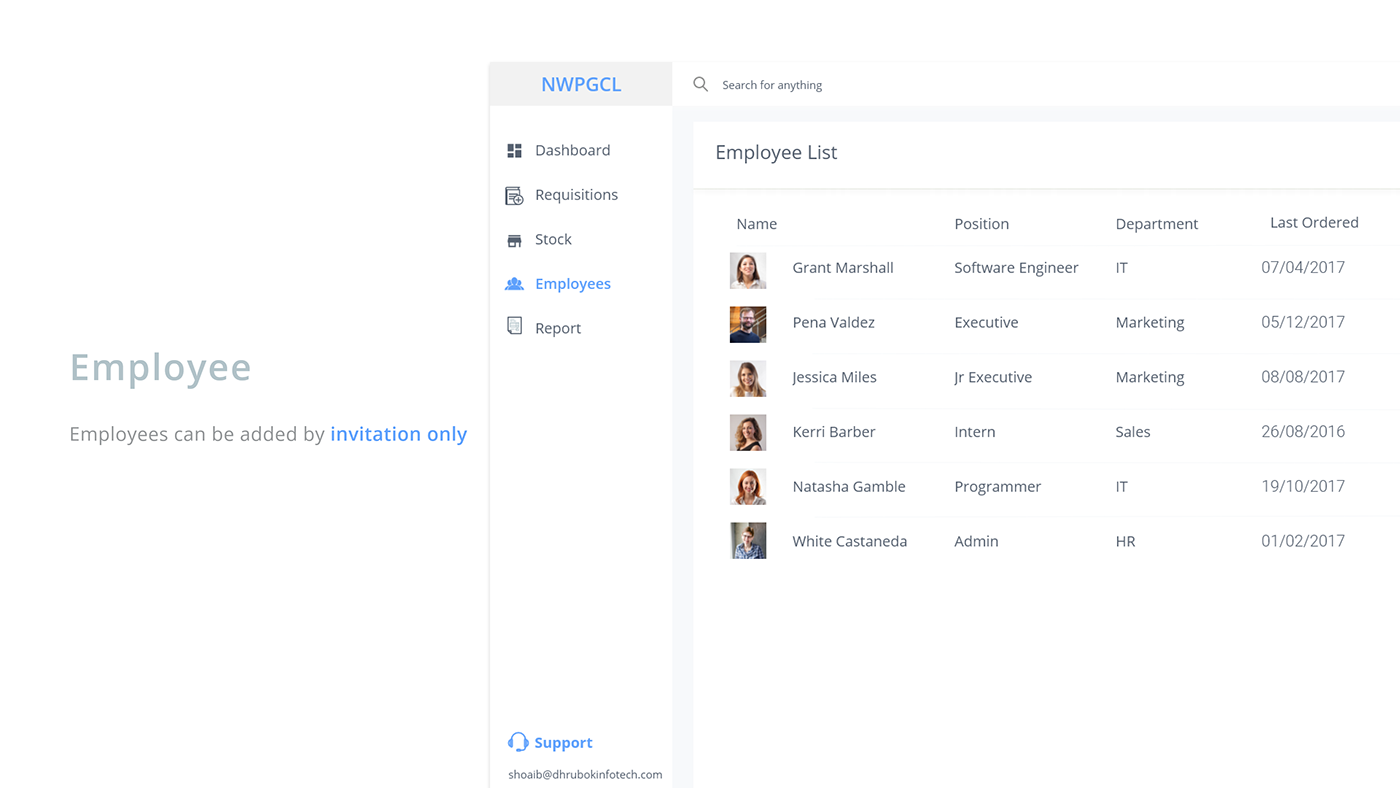 Employee
Employees can be added by invitation only
NWPGCL
Dashboard
Requisitions
Stock
Employees
Report
Support
shoaib@dhrubokinfotech.com
Search for anything
Employee List
Name Position Department Last Ordered
Grant Marshall Software Engineer IT 07/04/2017
Pena Valdez Executive Marketing 05/12/2017
Jessica Miles Jr Executive Marketing 08/08/2017
Kerri Barber Intern Sales 26/08/2016
Natasha Gamble Programmer IT 19/10/2017
White Castaneda Admin HR 01/02/2017